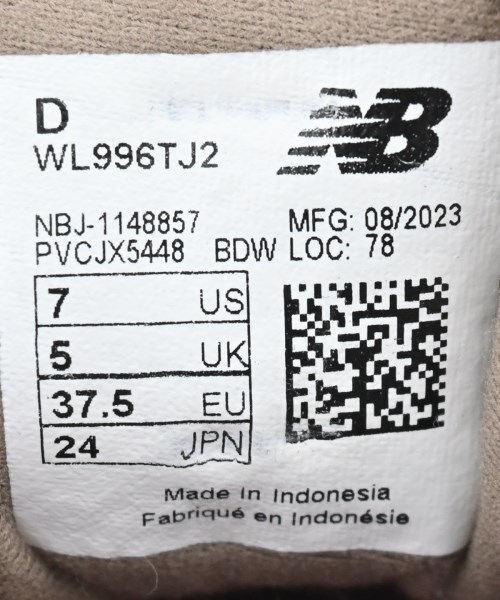 D
NB
WL996TJ2
NBJ-1148857 MFG: 08/2023
PVCJX5448 BDW LOC: 78
7 US
5 UK
37.5 EU
24 JPN
Made in Indonesia
Fabriqué en Indonésie